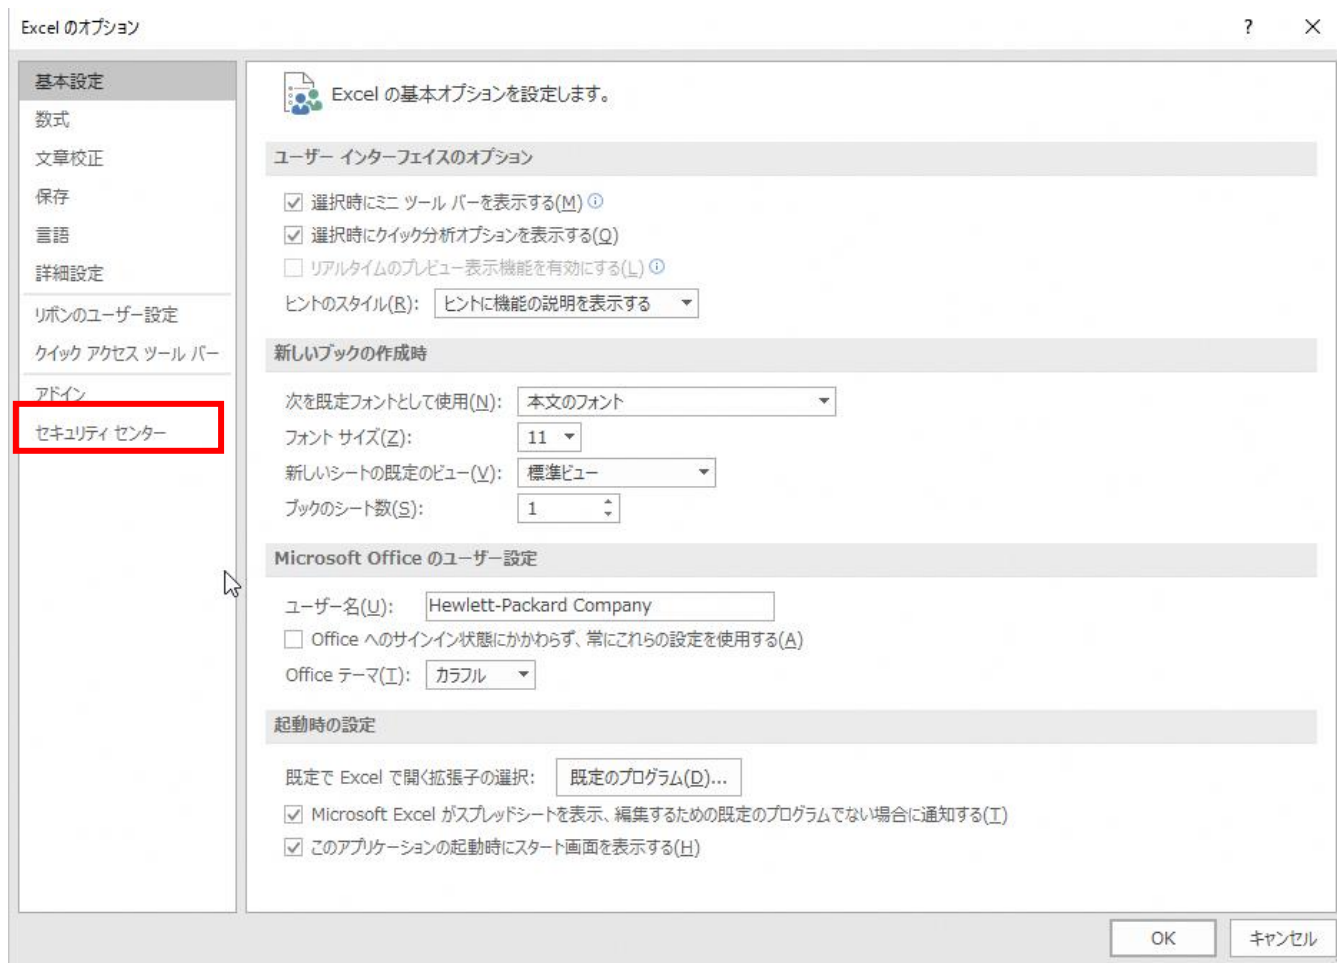 Excel のオプション
?
基本設定
数式
文章校正
保存
言語
詳細設定
リボンのユーザー設定
クイック アクセス ツール バー
アドイン
セキュリティ センター
Excel の基本オプションを設定します。
ユーザー インターフェイスのオプション
選択時にミニ ツール バーを表示する(M)
選択時にクイック分析オプションを表示する(Q)
リアルタイムのプレビュー表示機能を有効にする(L)
ヒントのスタイル(R): ヒントに機能の説明を表示する
新しいブックの作成時
次を既定フォントとして使用(N): 本文のフォント
フォント サイズ(Z): 11
新しいシートの既定のビュー(V): 標準ビュー
ブックのシート数(S): 1
Microsoft Office のユーザー設定
ユーザー名(U): Hewlett-Packard Company
Office へのサインイン状態にかかわらず、常にこれらの設定を使用する(A)
Office テーマ(T): カラフル
起動時の設定
既定で Excel で開く拡張子の選択: 既定のプログラム(D)...
Microsoft Excel がスプレッドシートを表示、編集するための既定のプログラムでない場合に通知する(T)
このアプリケーションの起動時にスタート画面を表示する(H)
OK キャンセル